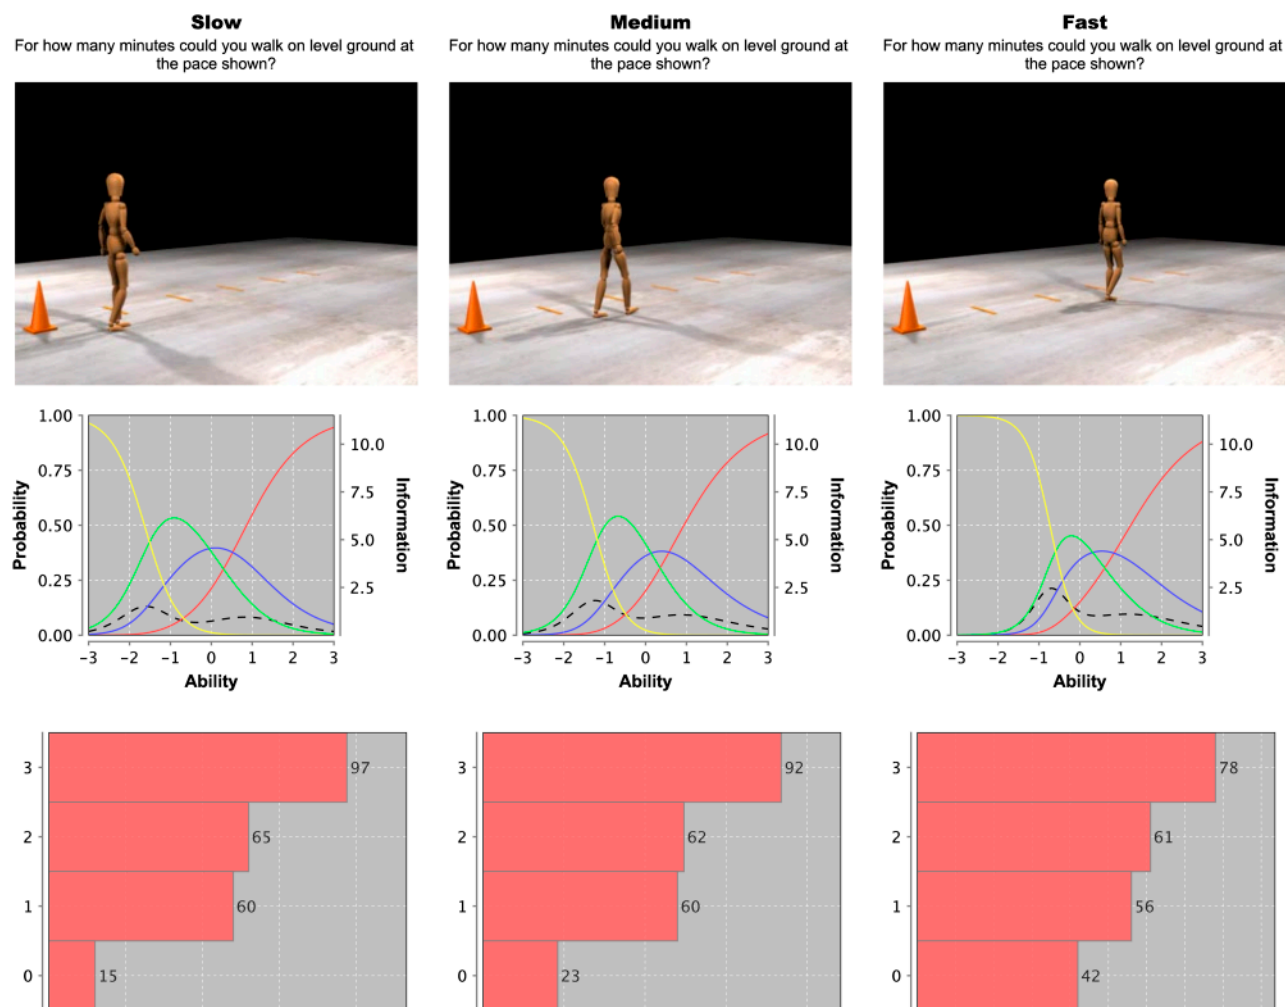 Slow
For how many minutes could you walk on level ground at
the pace shown?
Medium
For how many minutes could you walk on level ground at
the pace shown?
Fast
For how many minutes could you walk on level ground at
the pace shown?
1.00
0.75
0.50
0.25
0.00
Probability
10.0
7.5
5.0
2.5
Information
−3 −2 −1 0 1 2 3
Ability
1.00
0.75
0.50
0.25
0.00
Probability
10.0
7.5
5.0
2.5
Information
−3 −2 −1 0 1 2 3
Ability
1.00
0.75
0.50
0.25
0.00
Probability
10.0
7.5
5.0
2.5
Information
−3 −2 −1 0 1 2 3
Ability
3 97
2 65
1 60
0 15
3 92
2 62
1 60
0 23
3 78
2 61
1 56
0 42